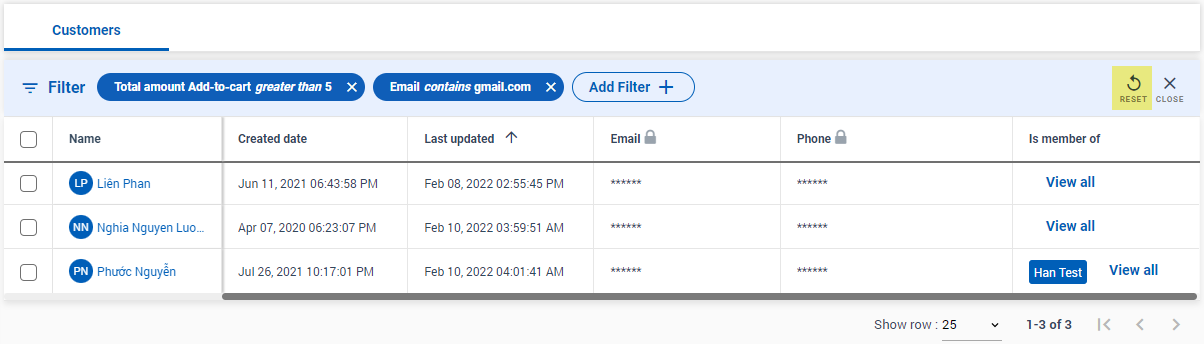 Customers
Filter Total amount Add-to-cart greater than 5 Email contains gmail.com Add Filter RESET CLOSE
Name Created date Last updated Email Phone Is member of
LP Liên Phan Jun 11, 2021 06:43:58 PM Feb 08, 2022 02:55:45 PM ****** ****** View all
NN Nghia Nguyen Luo... Apr 07, 2020 06:23:07 PM Feb 10, 2022 03:59:51 AM ****** ****** View all
PN Phước Nguyễn Jul 26, 2021 10:17:01 PM Feb 10, 2022 04:01:41 AM ****** ****** Han Test View all
Show row : 25 1-3 of 3